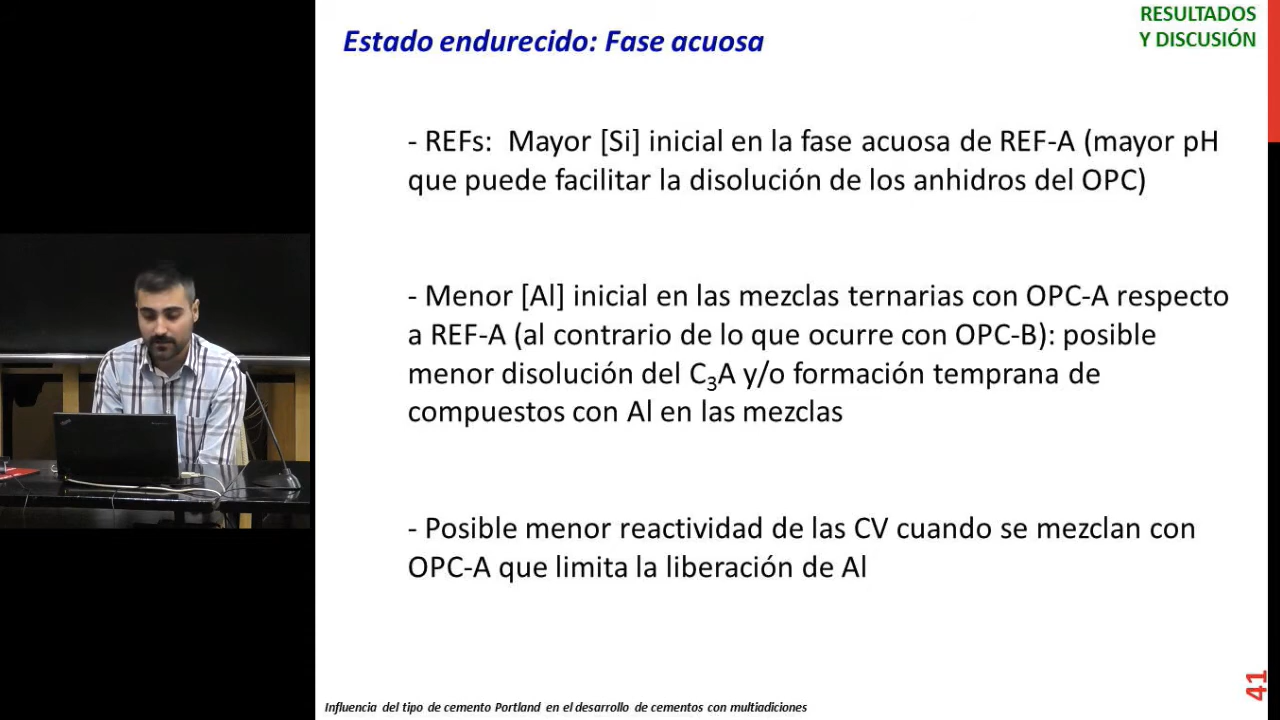 RESULTADOS
Y DISCUSIÓN
Estado endurecido: Fase acuosa
- REFs: Mayor [Si] inicial en la fase acuosa de REF-A (mayor pH
que puede facilitar la disolución de los anhidros del OPC)
- Menor [Al] inicial en las mezclas ternarias con OPC-A respecto
a REF-A (al contrario de lo que ocurre con OPC-B): posible
menor disolución del C₃A y/o formación temprana de
compuestos con Al en las mezclas
- Posible menor reactividad de las CV cuando se mezclan con
OPC-A que limita la liberación de Al
41
Influencia del tipo de cemento Portland en el desarrollo de cementos con multiadiciones